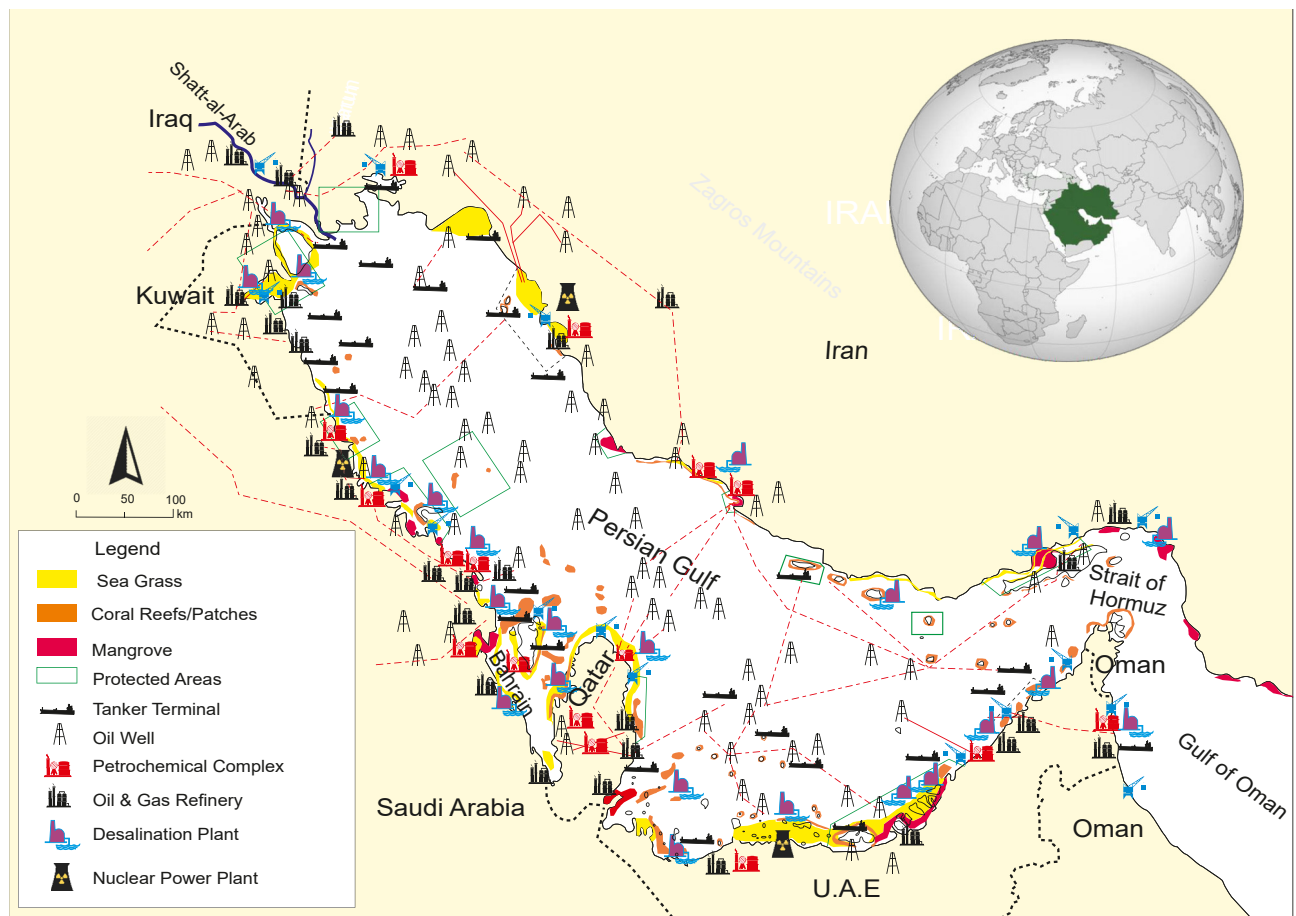 Shatt-al-Arab
Iraq
Zagros Mountains
IRA
Kuwait
Iran
0 50 100
km
Persian Gulf
Strait of
Hormuz
Oman
Bahrain
Qatar
Gulf of Oman
Saudi Arabia
Oman
U.A.E
Legend
Sea Grass
Coral Reefs/Patches
Mangrove
Protected Areas
Tanker Terminal
Oil Well
Petrochemical Complex
Oil & Gas Refinery
Desalination Plant
Nuclear Power Plant